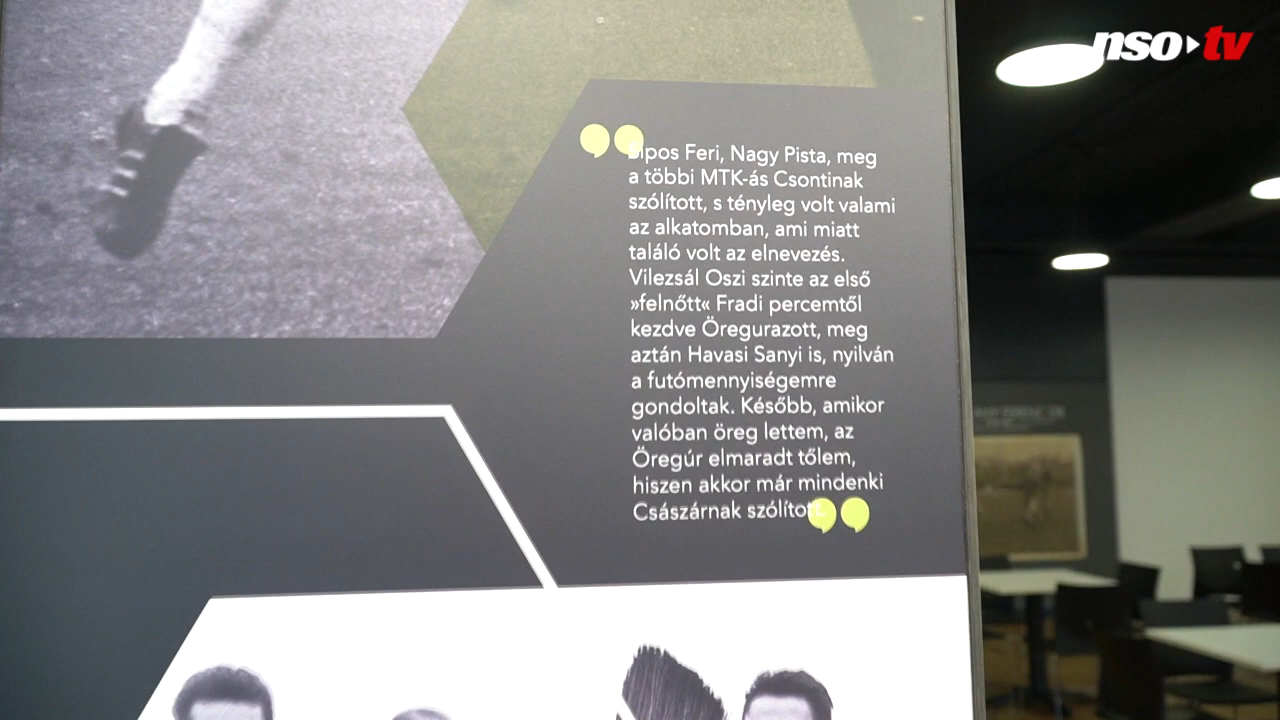 nso tv
Sipos Feri, Nagy Pista, meg
a többi MTK-ás Csontinak
szólított, s tényleg volt valami
az alkatomban, ami miatt
találó volt az elnevezés.
Vilezsál Oszi szinte az első
»felnőtt« Fradi percemtől
kezdve Öregurazott, meg
aztán Havasi Sanyi is, nyilván
a futómennyiségemre
gondoltak. Később, amikor
valóban öreg lettem, az
Öregúr elmaradt tőlem,
hiszen akkor már mindenki
Császárnak szólított.